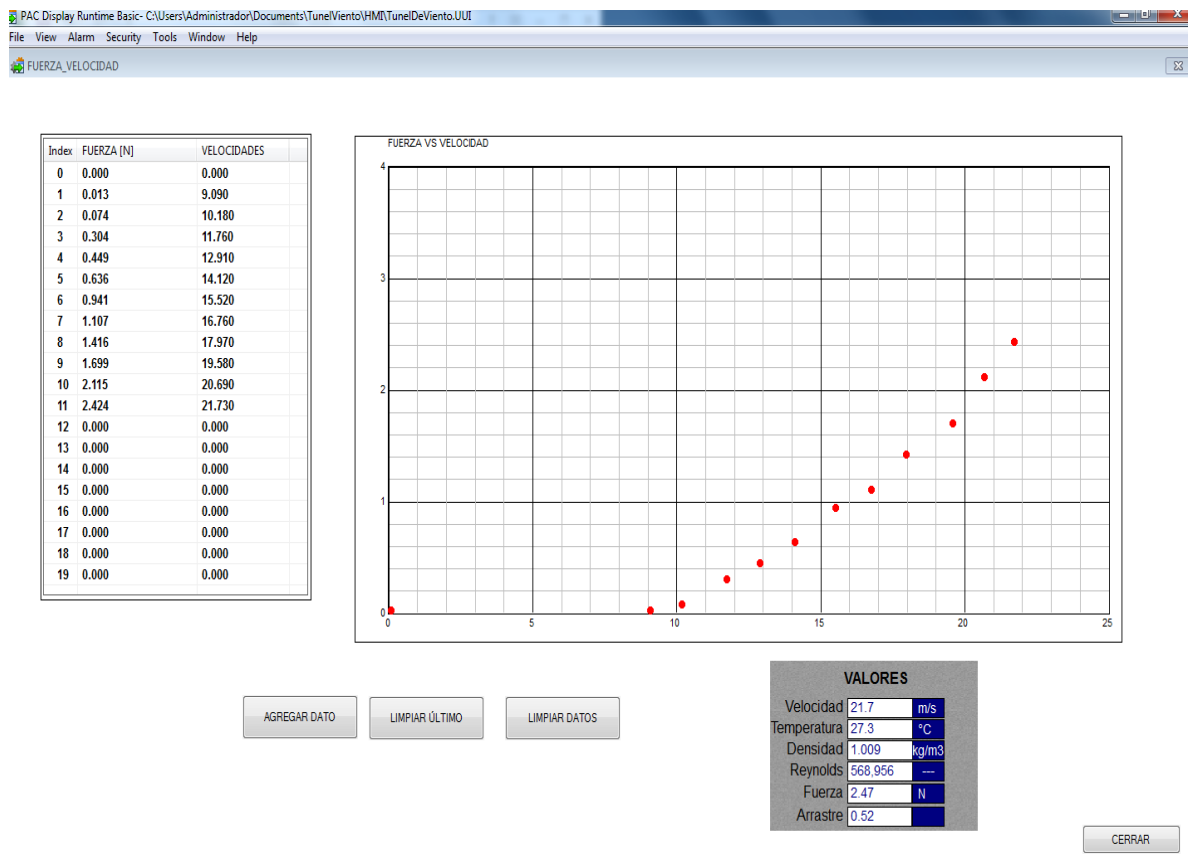 PAC Display Runtime Basic- C:\Users\Administrador\Documents\TunelViento\HMI\TunelDeViento.UUI
File View Alarm Security Tools Window Help
FUERZA_VELOCIDAD
Index FUERZA [N] VELOCIDADES
0 0.000 0.000
1 0.013 9.090
2 0.074 10.180
3 0.304 11.760
4 0.449 12.910
5 0.636 14.120
6 0.941 15.520
7 1.107 16.760
8 1.416 17.970
9 1.699 19.580
10 2.115 20.690
11 2.424 21.730
12 0.000 0.000
13 0.000 0.000
14 0.000 0.000
15 0.000 0.000
16 0.000 0.000
17 0.000 0.000
18 0.000 0.000
19 0.000 0.000
FUERZA VS VELOCIDAD
4
3
2
1
0
0 5 10 15 20 25
AGREGAR DATO LIMPIAR ÚLTIMO LIMPIAR DATOS
VALORES
Velocidad 21.7 m/s
Temperatura 27.3 °C
Densidad 1.009 kg/m3
Reynolds 568,956 ---
Fuerza 2.47 N
Arrastre 0.52
CERRAR